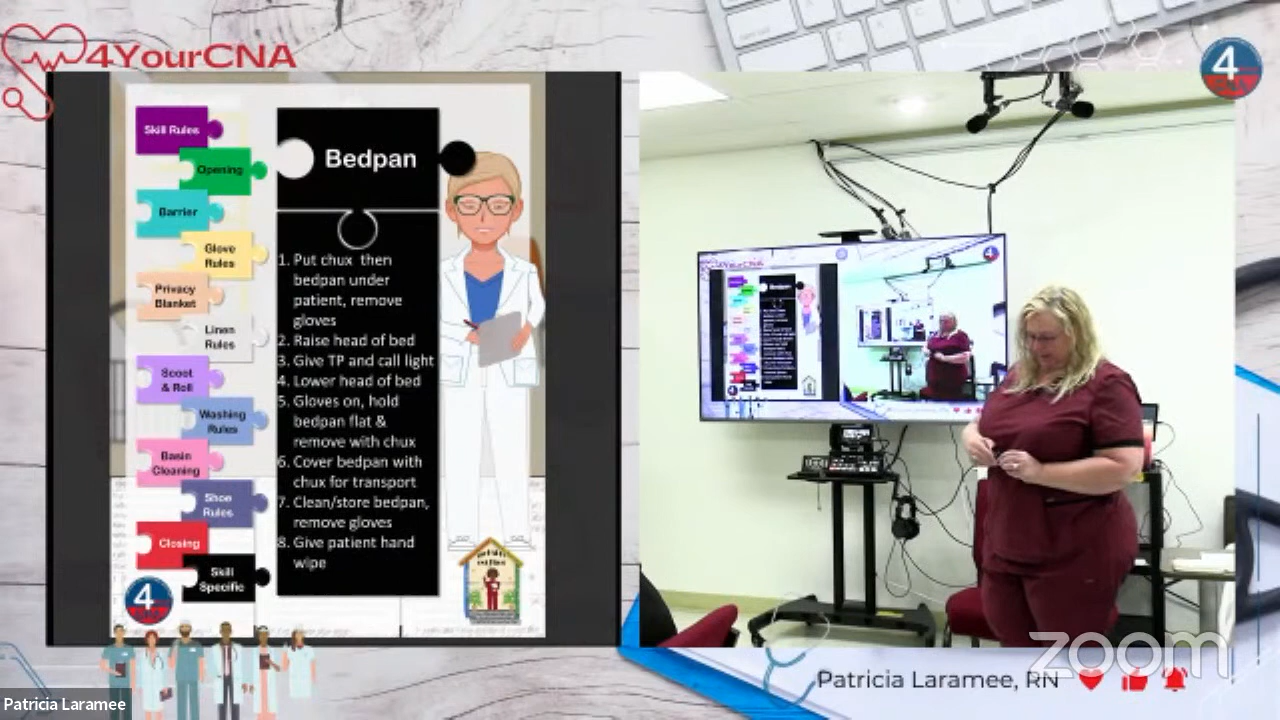 4YourCNA
4
Skill Rules
Opening
Barrier
Glove
Rules
Privacy
Blanket
Linen
Rules
Scoot
& Roll
Washing
Rules
Basin
Cleaning
Shoe
Rules
Closing
Skill
Specific
4
Bedpan
1. Put chux then
bedpan under
patient, remove
gloves
2. Raise head of bed
3. Give TP and call light
4. Lower head of bed
5. Gloves on, hold
bedpan flat &
remove with chux
6. Cover bedpan with
chux for transport
7. Clean/store bedpan,
remove gloves
8. Give patient hand
wipe
4YourCNA
zoom
Patricia Laramee, RN
Patricia Laramee